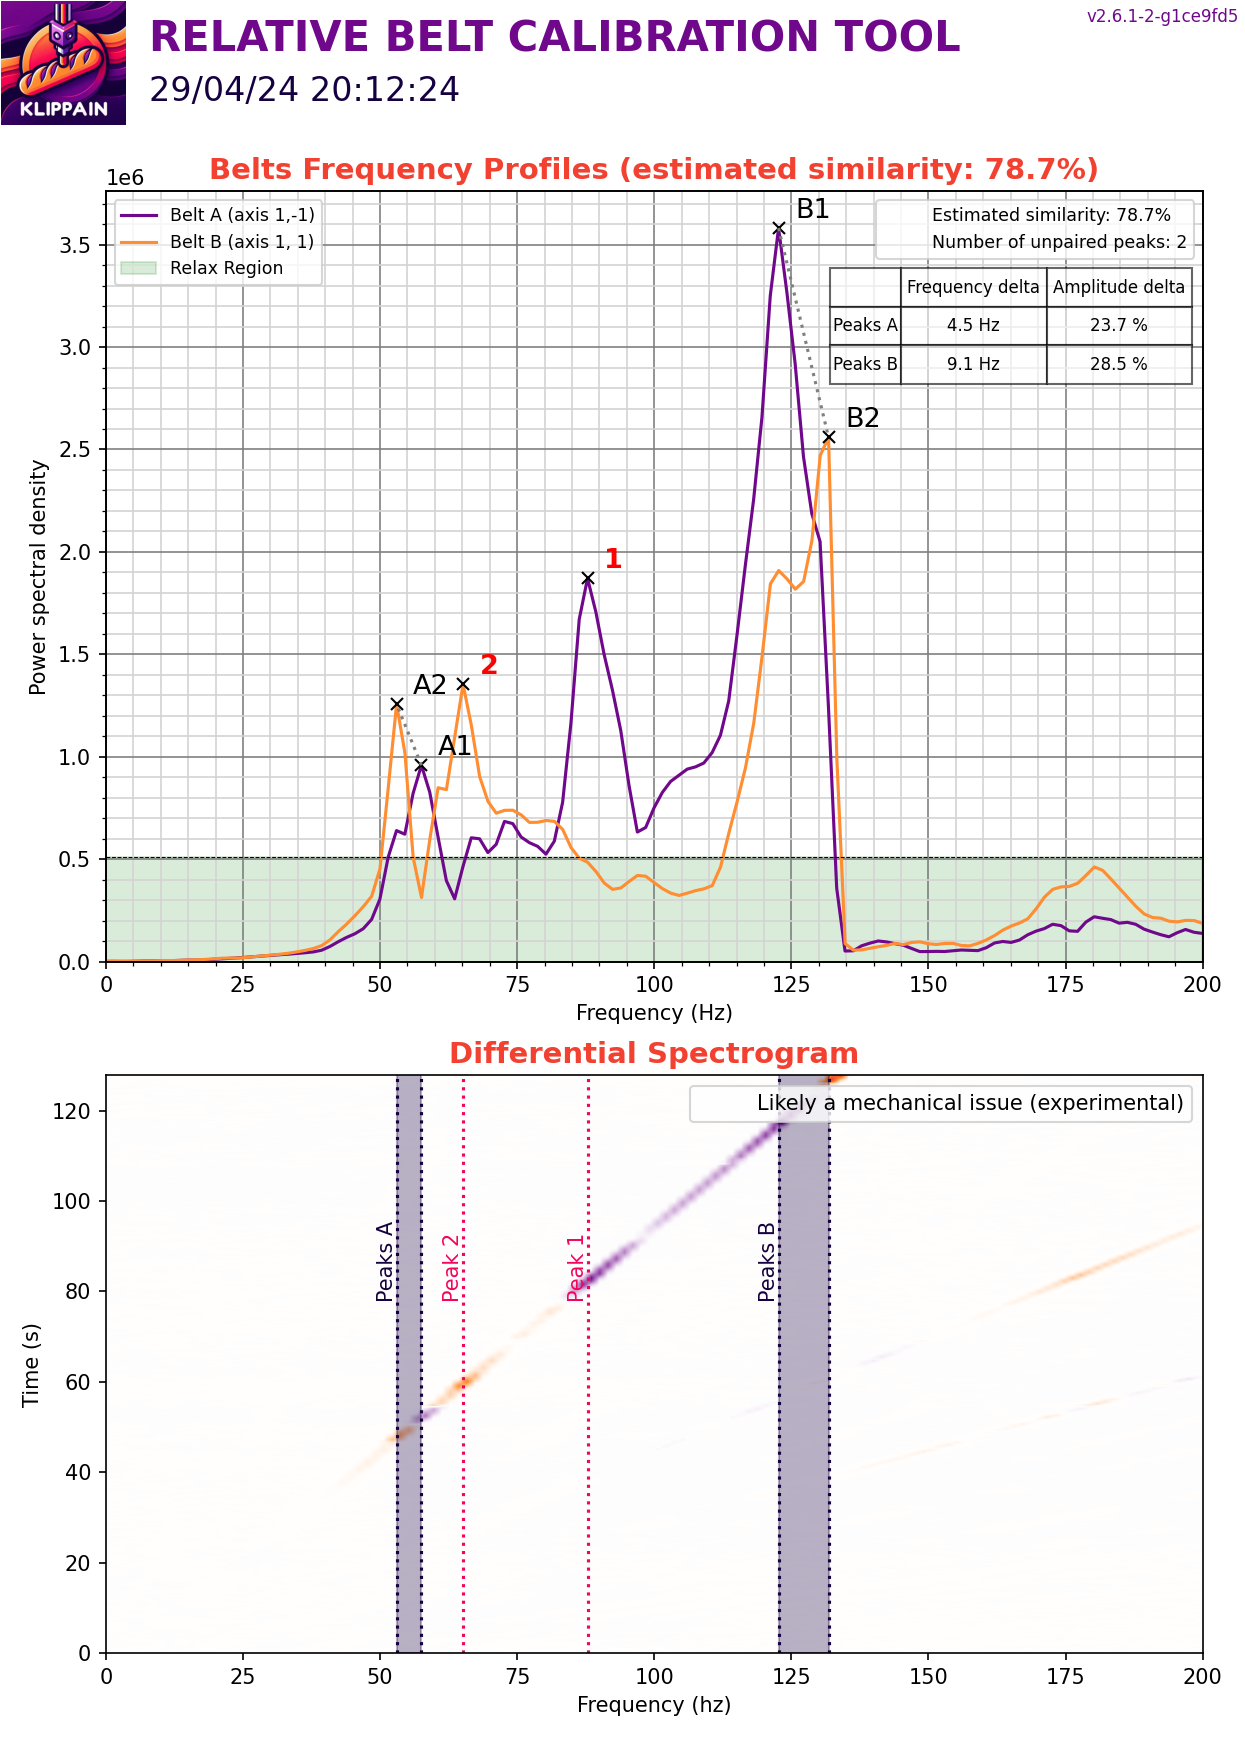 KLIPPAIN
RELATIVE BELT CALIBRATION TOOL
29/04/24 20:12:24
v2.6.1-2-g1ce9fd5
Belts Frequency Profiles (estimated similarity: 78.7%)
1e6
Belt A (axis 1,-1)
Belt B (axis 1, 1)
Relax Region
Estimated similarity: 78.7%
Number of unpaired peaks: 2
Frequency delta Amplitude delta
Peaks A 4.5 Hz 23.7 %
Peaks B 9.1 Hz 28.5 %
B1
B2
1
2
A2
A1
Power spectral density
3.5
3.0
2.5
2.0
1.5
1.0
0.5
0.0
0 25 50 75 100 125 150 175 200
Frequency (Hz)
Differential Spectrogram
Likely a mechanical issue (experimental)
Peaks A
Peak 2
Peak 1
Peaks B
Time (s)
120
100
80
60
40
20
0
0 25 50 75 100 125 150 175 200
Frequency (hz)